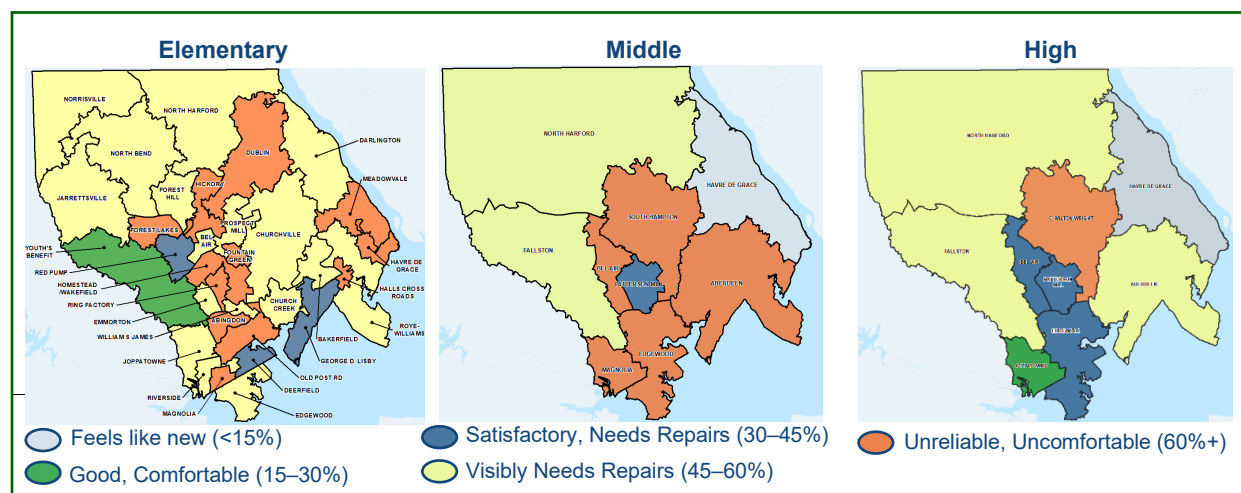 Elementary
Middle
High
NORRISVILLE
NORTH HARFORD
NORTH BEND
DUBLIN
DARLINGTON
MEADOWVALE
HICKORY
FOREST
HILL
JARRETTSVILLE
FOREST LAKES
PROSPECT
MILL
BEL
AIR
CHURCHVILLE
FOUNTAIN
GREEN
YOUTH'S
BENEFIT
RED PUMP
HOMESTEAD
/WAKEFIELD
RING FACTORY
EMMORTON
WILLIAM S JAMES
JOPPATOWNE
RIVERSIDE
MAGNOLIA
ABINGDON
CHURCH
CREEK
HAVRE DE
GRACE
HALLS CROSS
ROADS
ROYE-
WILLIAMS
BAKERFIELD
GEORGE D. LISBY
OLD POST RD
DEERFIELD
EDGEWOOD
NORTH HARFORD
HAVRE DE GRACE
SOUTH HAMPTON
FALLSTON
BEL AIR
PATTERSON MILL
ABERDEEN
EDGEWOOD
MAGNOLIA
NORTH HARFORD
HAVRE DE GRACE
C MILTON WRIGHT
FALLSTON
BEL AIR
ABERDEEN
EDGEWOOD
Feels like new (<15%)
Good, Comfortable (15–30%)
Satisfactory, Needs Repairs (30–45%)
Visibly Needs Repairs (45–60%)
Unreliable, Uncomfortable (60%+)